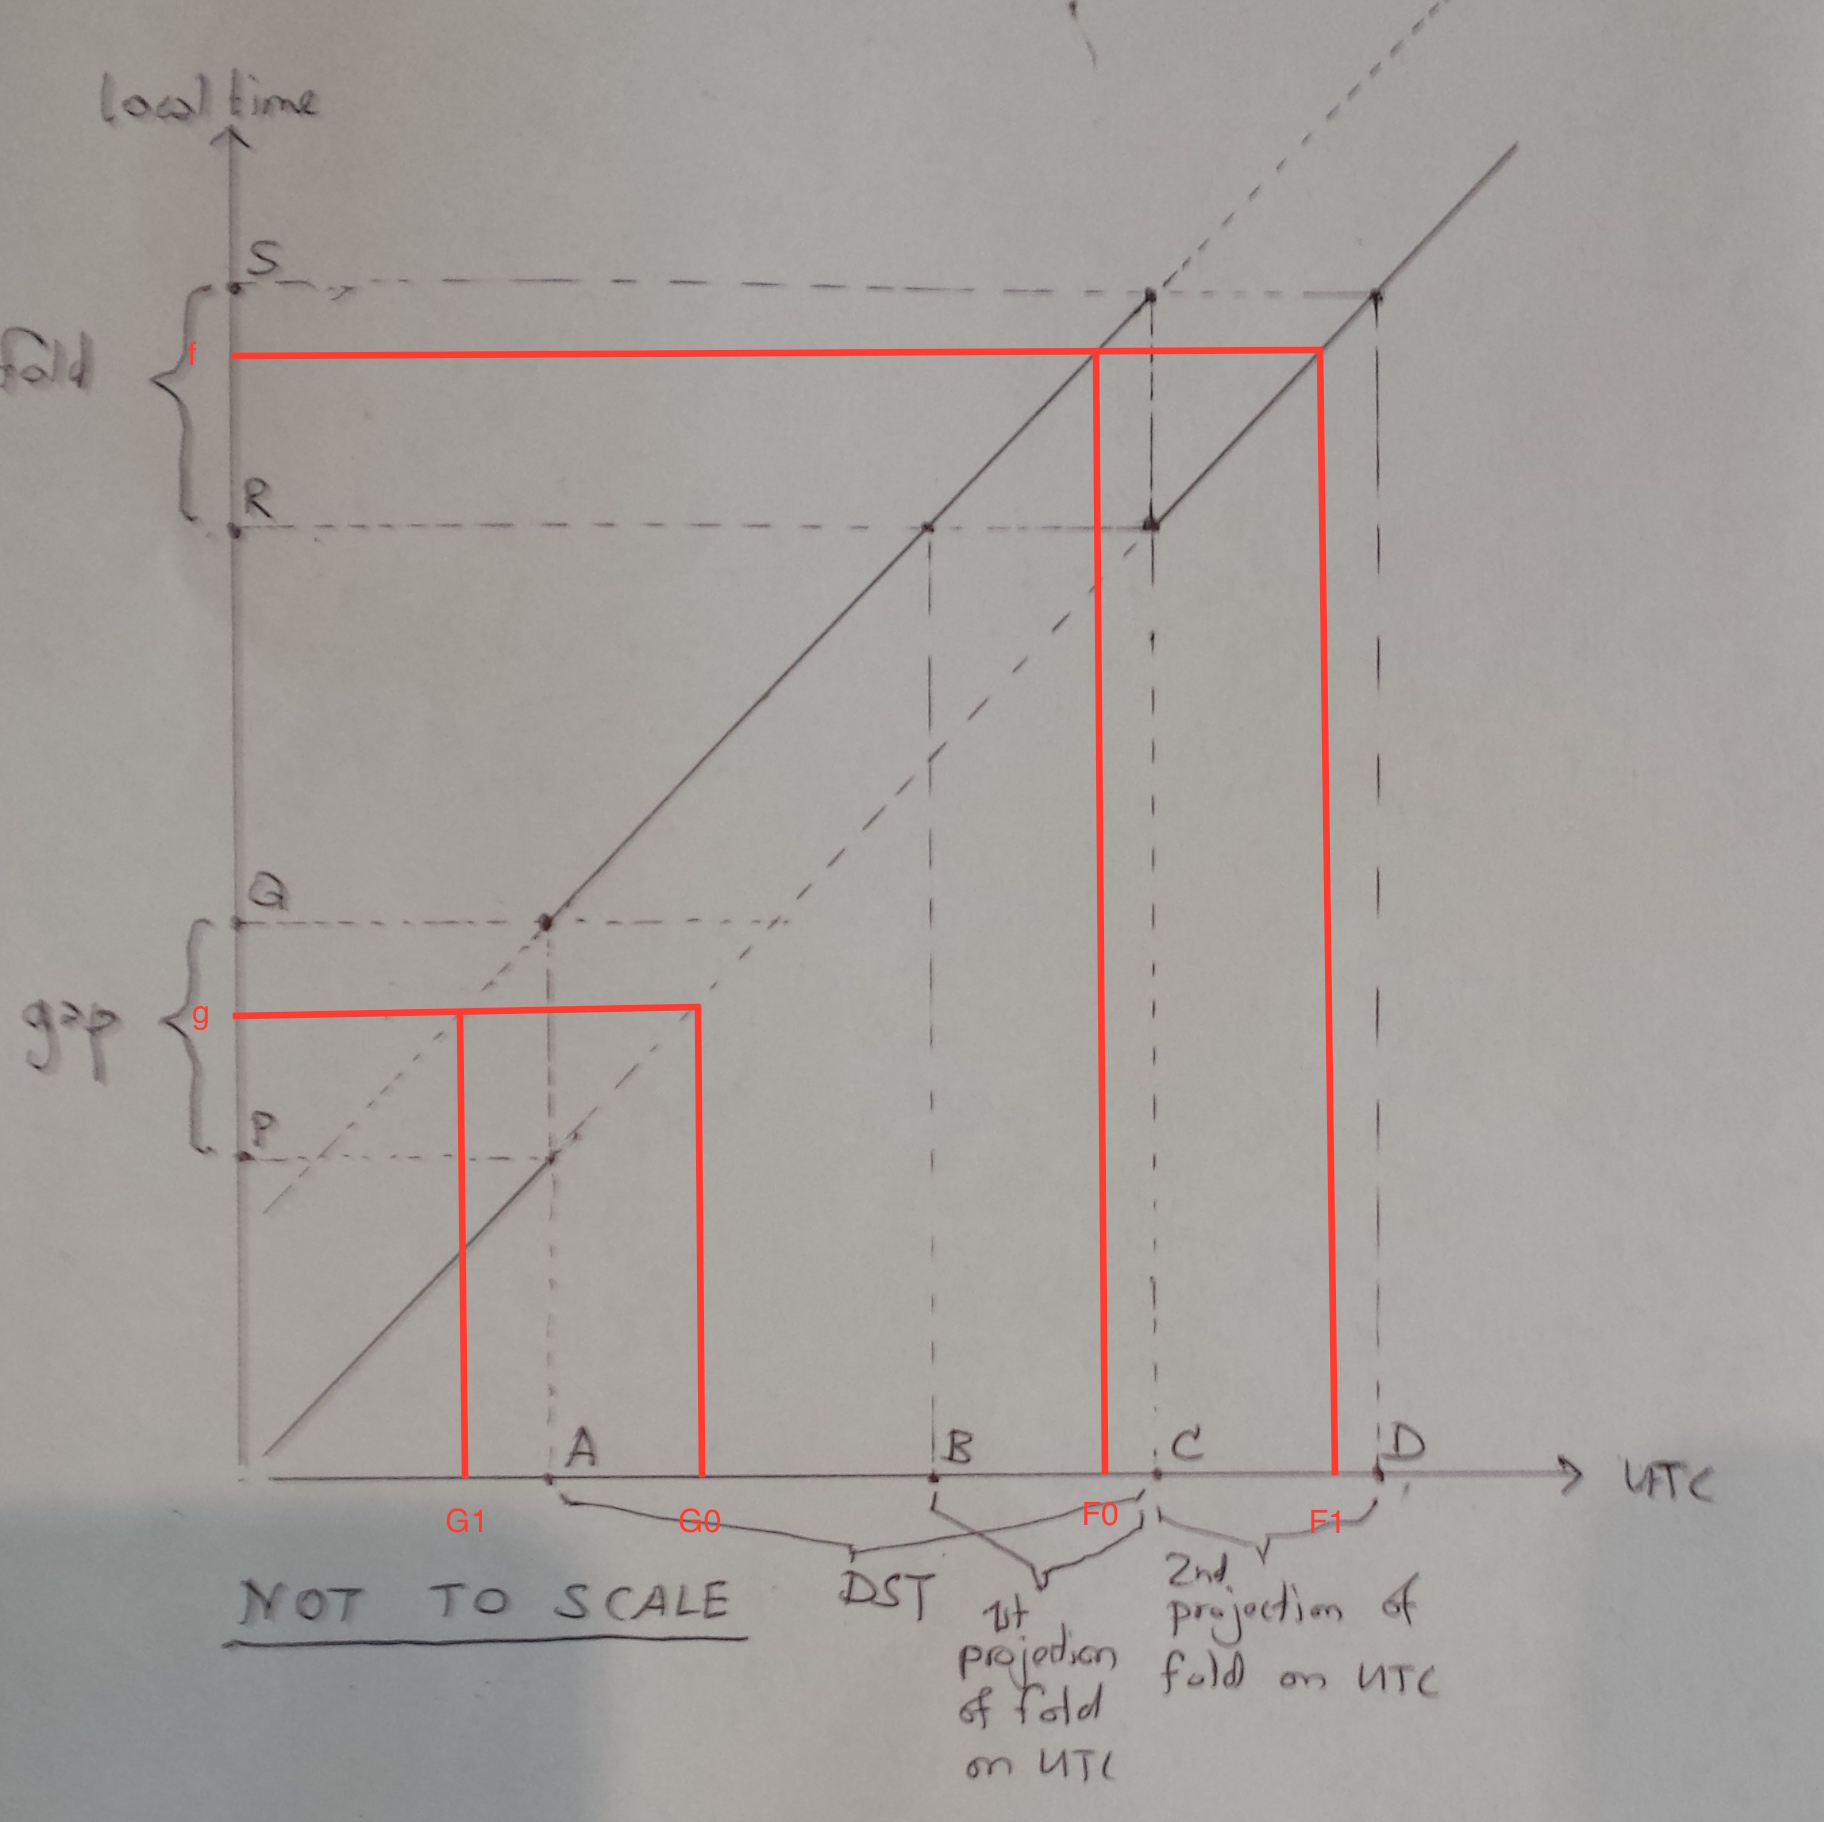 local time
S
fold
f
R
Q
gap
g
P
A
B
C
D
UTC
G1
G0
F0
F1
NOT TO SCALE
DST
1st
projection
of fold
on UTC
2nd
projection of
fold on UTC